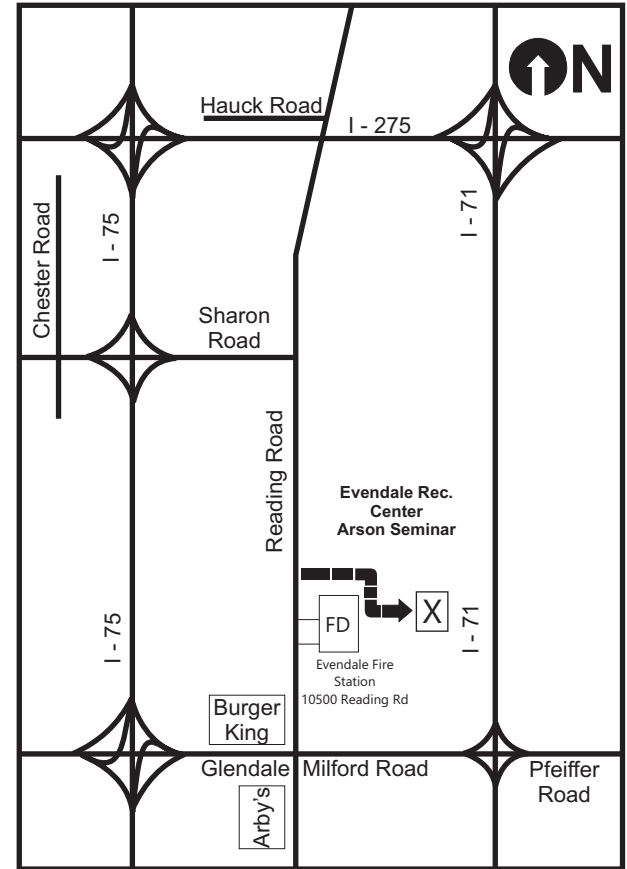 N
Hauck Road
I - 275
Chester Road
I - 75
I - 71
Sharon
Road
Reading Road
Evendale Rec.
Center
Arson Seminar
X
FD
I - 75
I - 71
Evendale Fire
Station
10500 Reading Rd
Burger
King
Glendale Milford Road
Pfeiffer
Road
Arby's